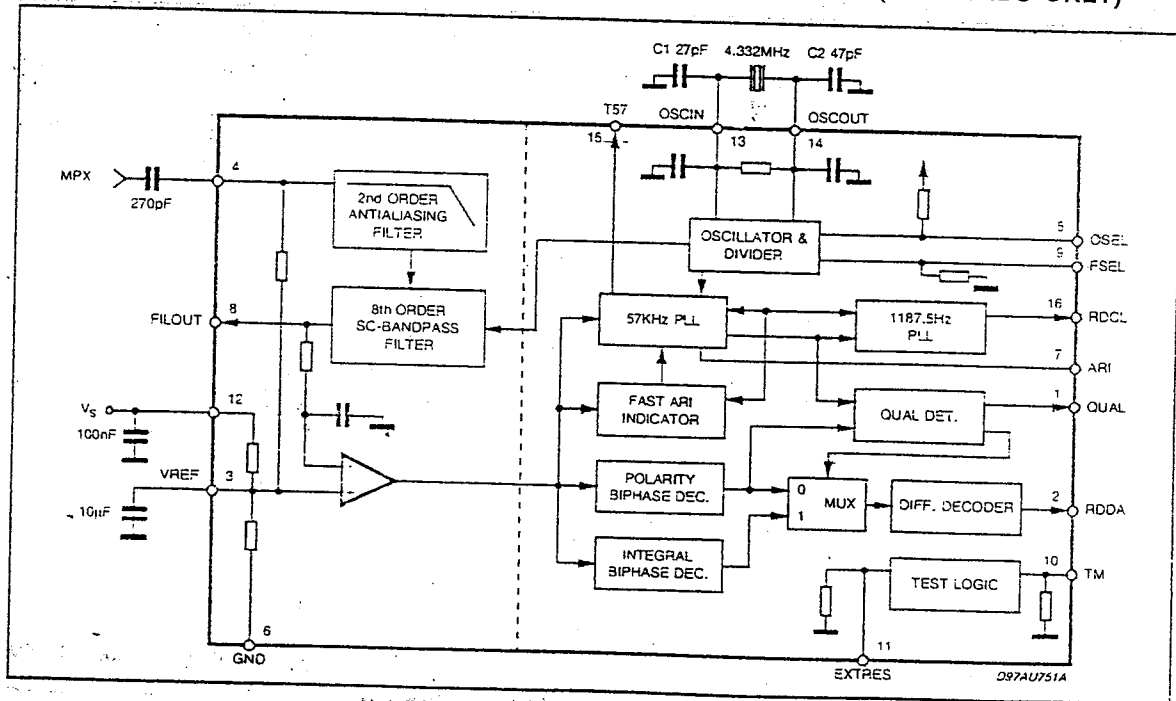 ONLY)
C1 27pF 4.332MHz C2 47pF
T57 OSCIN OSCOUT
15 13 14
MPX
4
270pF
2nd ORDER
ANTIALIASING
FILTER
OSCILLATOR &
DIVIDER
5 OSEL
9 FSEL
FILOUT
8
8th ORDER
SC-BANDPASS
FILTER
57KHz PLL
1187.5Hz
PLL
16
RDCL
7
ARI
FAST ARI
INDICATOR
QUAL DET.
1
QUAL
VS
12
100nF
VREF 3
10µF
POLARITY
BIPHASE DEC.
0
MUX
1
DIFF. DECODER
2
RDDA
INTEGRAL
BIPHASE DEC.
TEST LOGIC
10
TM
6
GND
11
EXTRES
D97AU751A